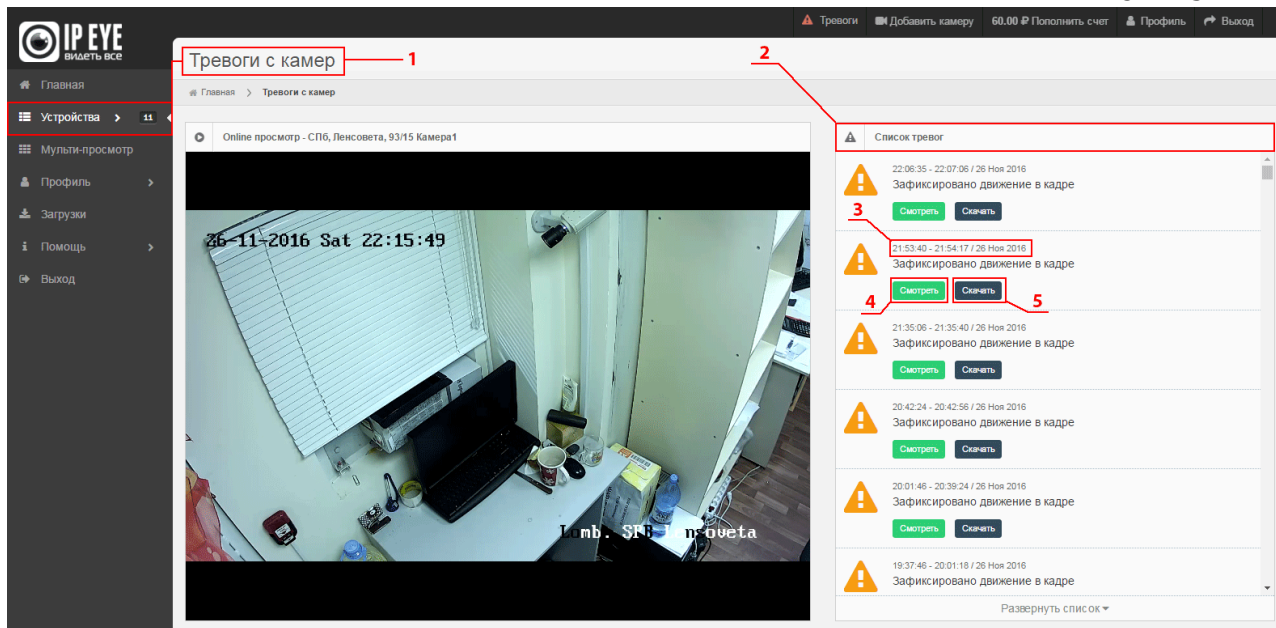 IP EYE
видеть все
Тревоги
Добавить камеру
60.00 ₽ Пополнить счет
Профиль
Выход
Главная
Устройства > 11
Мульти-просмотр
Профиль >
Загрузки
Помощь >
Выход
Тревоги с камер
1
2
Главная > Тревоги с камер
Online просмотр - СПб, Ленсовета, 93/15 Камера1
26-11-2016 Sat 22:15:49
Lomb. SPB Lensoveta
Список тревог
22:06:35 - 22:07:06 / 26 Ноя 2016
Зафиксировано движение в кадре
Смотреть Скачать
3
21:53:40 - 21:54:17 / 26 Ноя 2016
Зафиксировано движение в кадре
Смотреть Скачать
4 5
21:35:06 - 21:35:40 / 26 Ноя 2016
Зафиксировано движение в кадре
Смотреть Скачать
20:42:24 - 20:42:56 / 26 Ноя 2016
Зафиксировано движение в кадре
Смотреть Скачать
20:01:46 - 20:39:24 / 26 Ноя 2016
Зафиксировано движение в кадре
Смотреть Скачать
19:37:46 - 20:01:18 / 26 Ноя 2016
Зафиксировано движение в кадре
Развернуть список